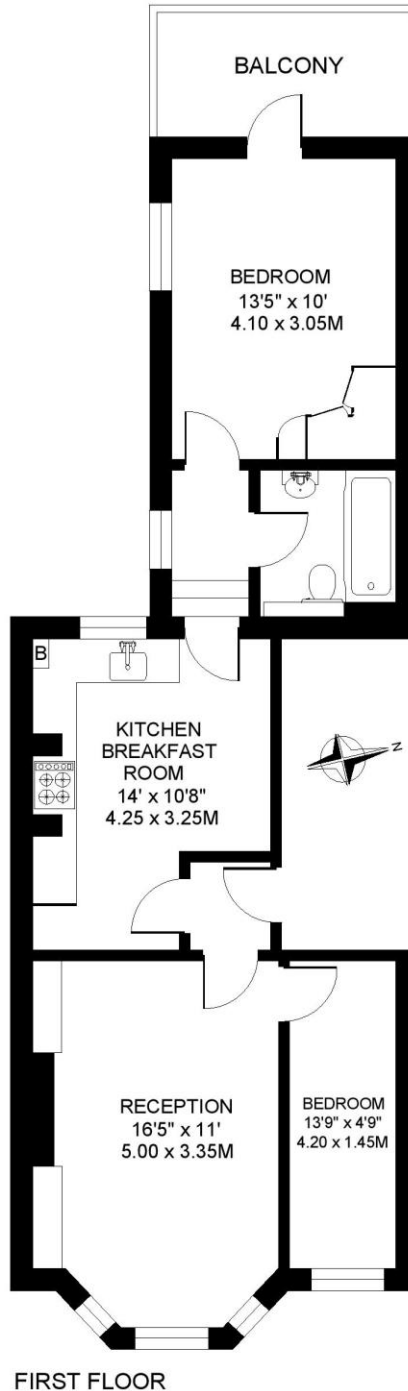 BALCONY
BEDROOM
13'5" x 10'
4.10 x 3.05M
B
KITCHEN
BREAKFAST
ROOM
14' x 10'8"
4.25 x 3.25M
N
RECEPTION
16'5" x 11'
5.00 x 3.35M
BEDROOM
13'9" x 4'9"
4.20 x 1.45M
FIRST FLOOR